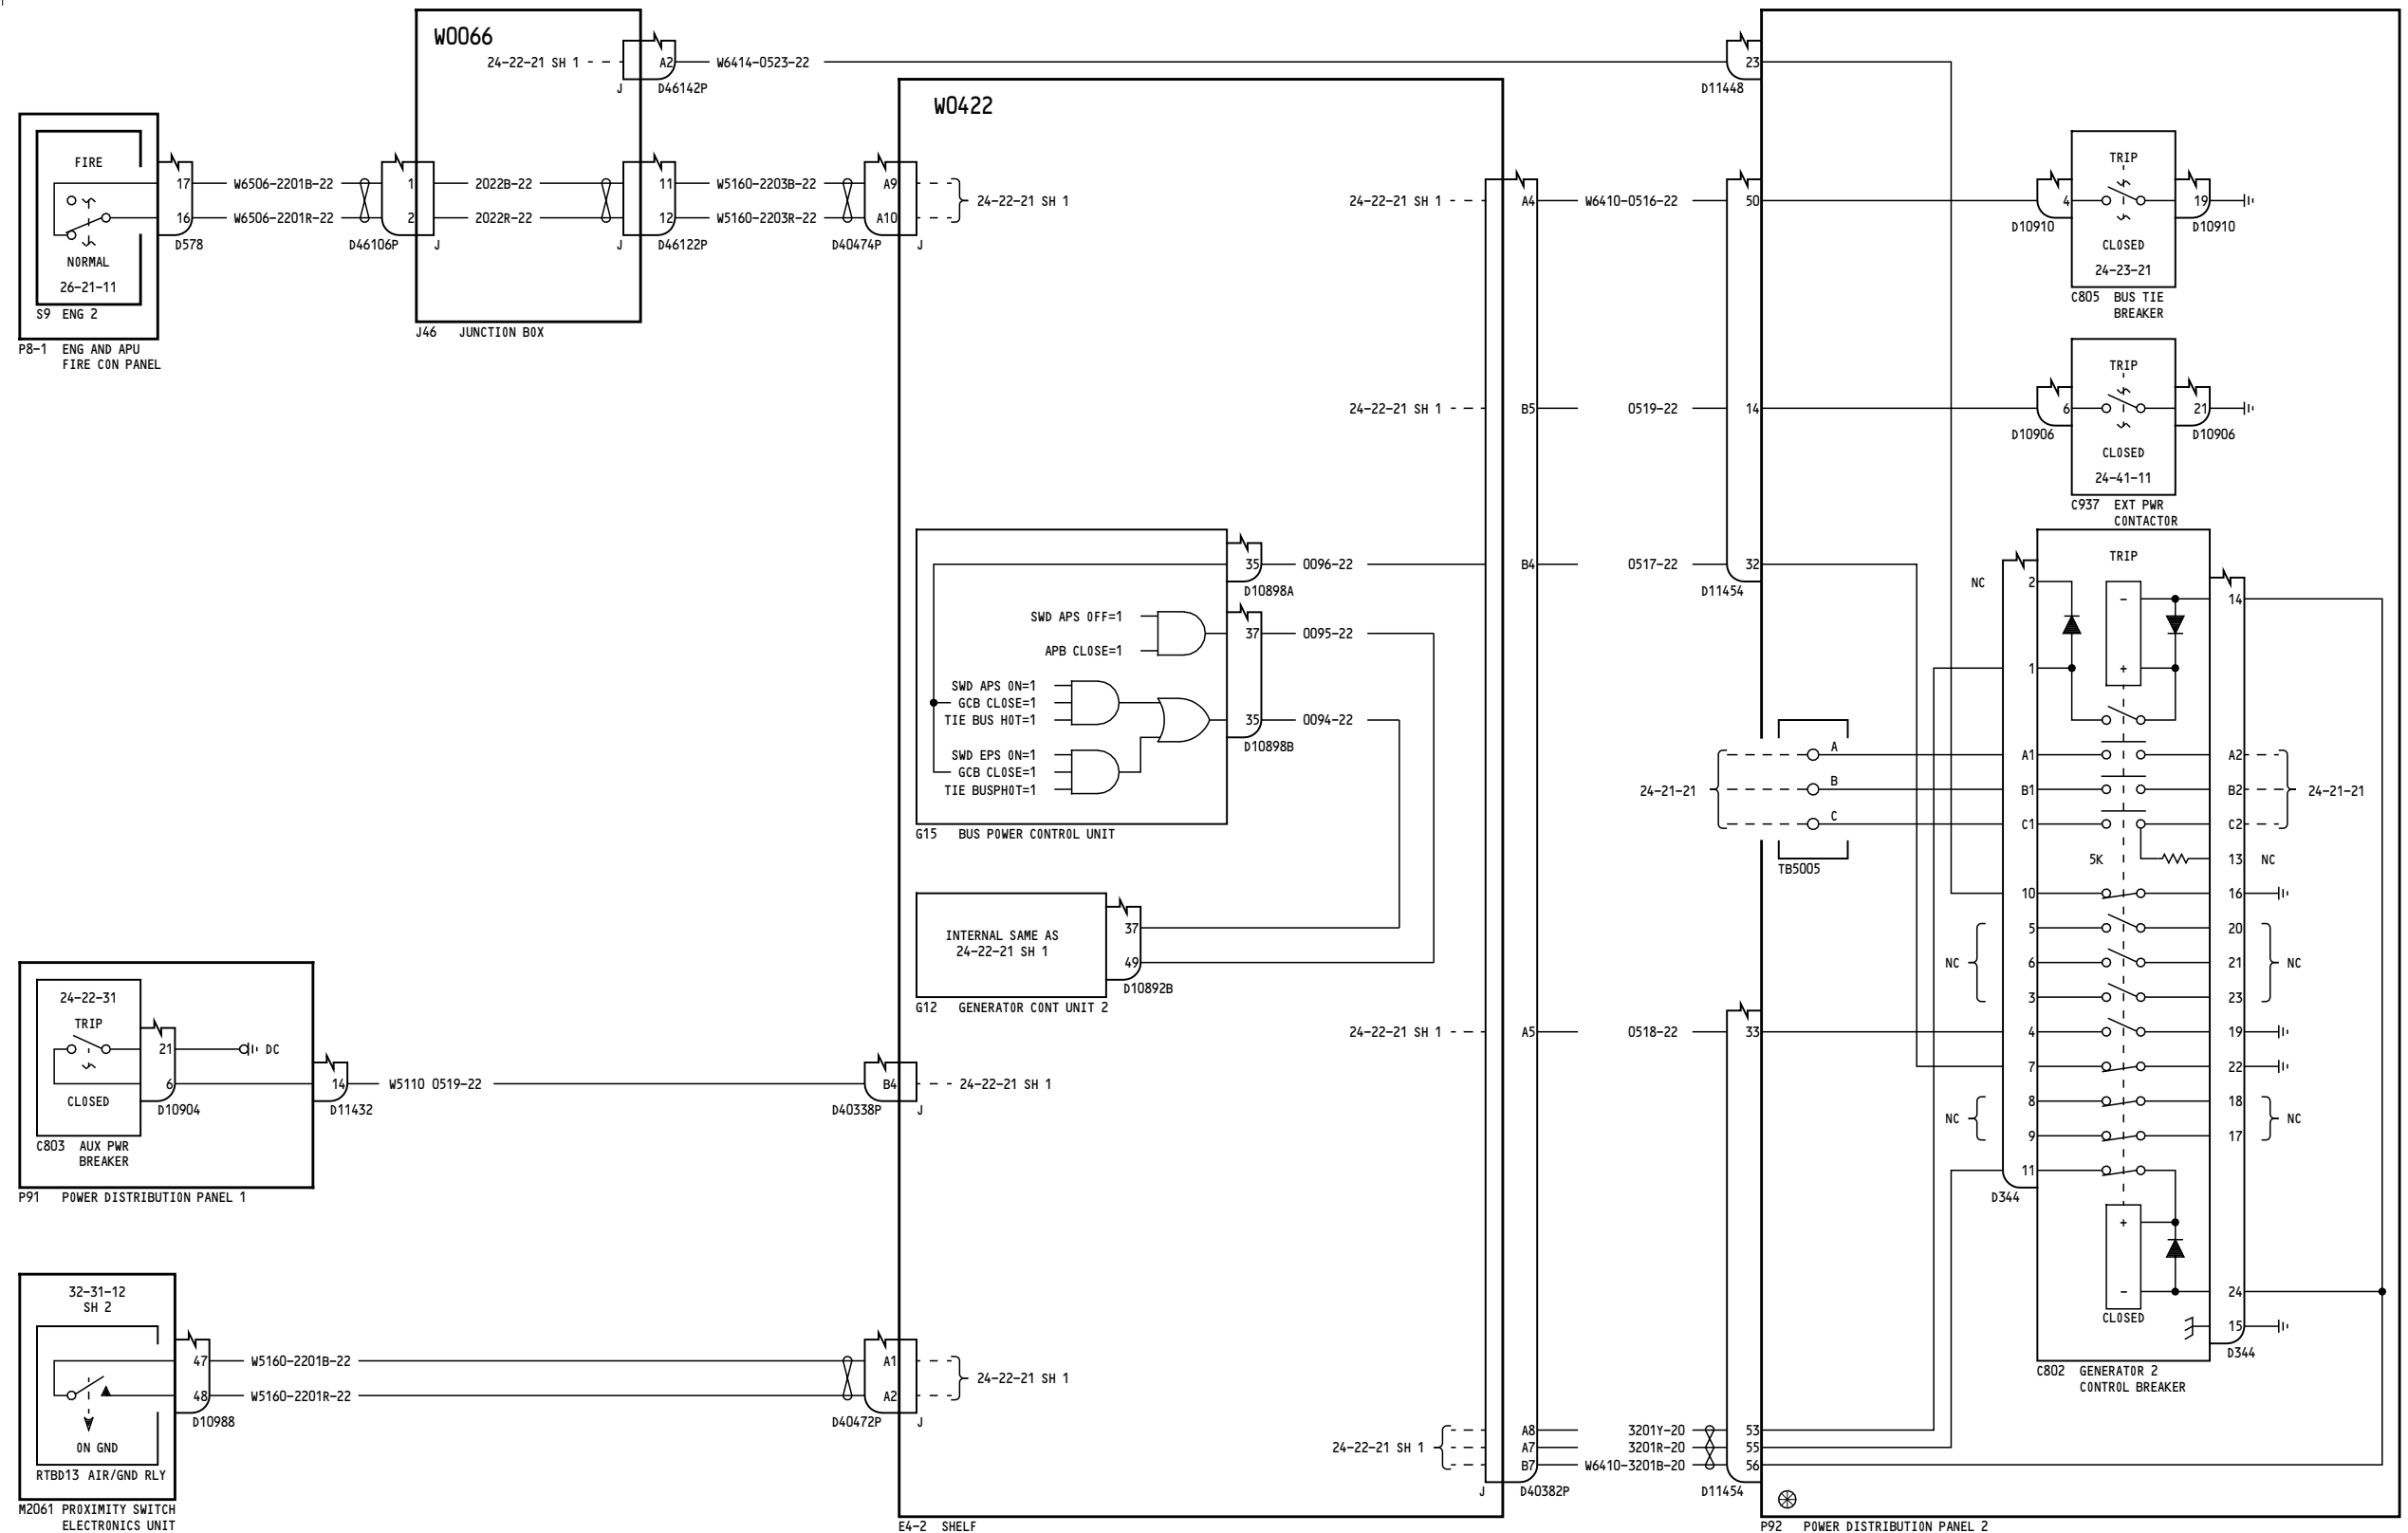 W0066
24-22-21 SH 1
A2
W6414-0523-22
J
D46142P
23
D11448
W0422
FIRE
17
W6506-2201B-22
1
2022B-22
11
W5160-2203B-22
A9
16
W6506-2201R-22
2
2022R-22
12
W5160-2203R-22
A10
24-22-21 SH 1
D578
D46106P
J
J
D46122P
D40474P
J
NORMAL
26-21-11
S9 ENG 2
P8-1 ENG AND APU
FIRE CON PANEL
J46 JUNCTION BOX
24-22-21 SH 1
A4
W6410-0516-22
50
4
TRIP
19
D10910
D10910
CLOSED
24-23-21
C805 BUS TIE
BREAKER
24-22-21 SH 1
B5
0519-22
14
6
TRIP
21
D10906
D10906
CLOSED
24-41-11
C937 EXT PWR
CONTACTOR
35
0096-22
B4
0517-22
32
D10898A
D11454
SWD APS OFF=1
APB CLOSE=1
37
0095-22
SWD APS ON=1
GCB CLOSE=1
TIE BUS HOT=1
35
0094-22
D10898B
SWD EPS ON=1
GCB CLOSE=1
TIE BUSPHOT=1
G15 BUS POWER CONTROL UNIT
INTERNAL SAME AS
24-22-21 SH 1
37
49
D10892B
G12 GENERATOR CONT UNIT 2
TRIP
NC
2
-
14
1
+
24-21-21
A
B
C
TB5005
A1
A2
B1
B2
C1
C2
24-21-21
5K
13
NC
10
16
5
20
NC
6
21
NC
3
23
24-22-21 SH 1
A5
0518-22
33
4
19
7
22
NC
8
18
NC
9
17
11
D344
+
-
24
CLOSED
15
D344
C802 GENERATOR 2
CONTROL BREAKER
24-22-31
TRIP
21
DC
6
14
W5110 0519-22
B4
24-22-21 SH 1
CLOSED
D10904
D11432
D40338P
J
C803 AUX PWR
BREAKER
P91 POWER DISTRIBUTION PANEL 1
32-31-12
SH 2
47
W5160-2201B-22
A1
48
W5160-2201R-22
A2
24-22-21 SH 1
D10988
D40472P
J
ON GND
RTBD13 AIR/GND RLY
M2061 PROXIMITY SWITCH
ELECTRONICS UNIT
24-22-21 SH 1
A8
3201Y-20
53
A7
3201R-20
55
B7
W6410-3201B-20
56
J
D40382P
D11454
E4-2 SHELF
P92 POWER DISTRIBUTION PANEL 2